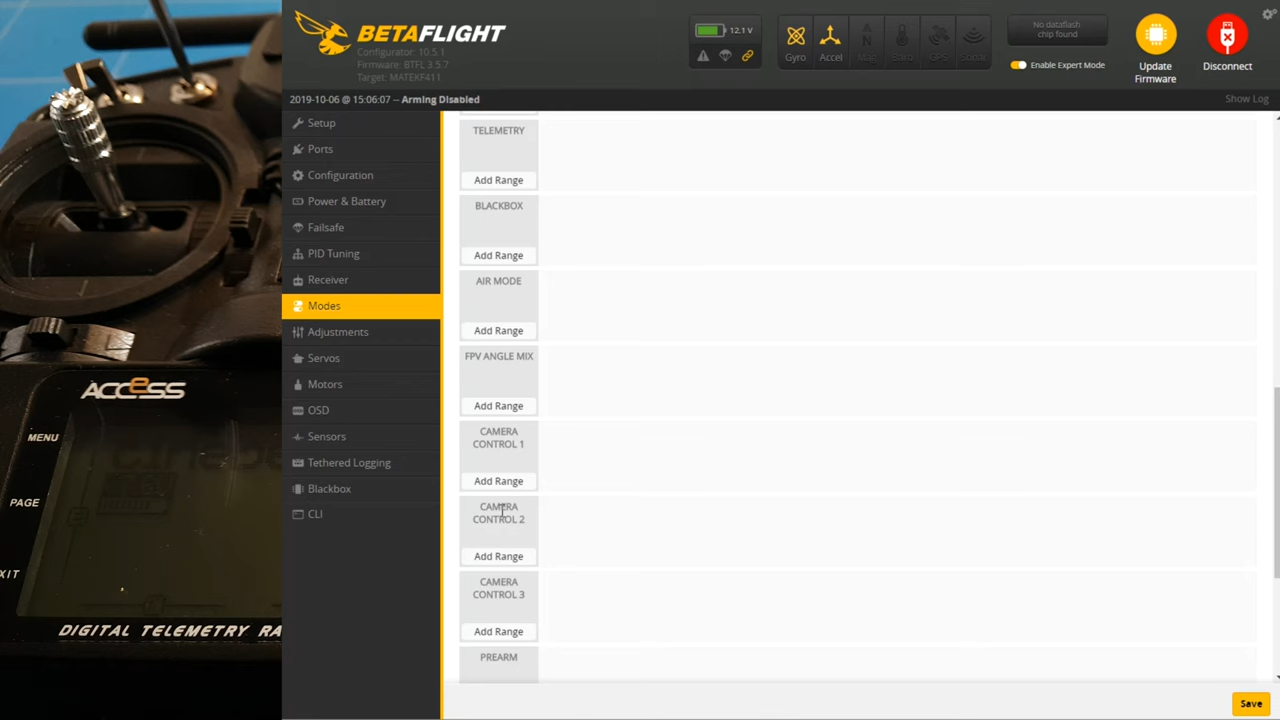 BETAFLIGHT
Configurator: 10.5.1
Firmware: BTFL 3.5.7
Target: MATEKF411
12.1 V
Gyro
Accel
Mag
Baro
GPS
Sonar
No dataflash
chip found
Enable Expert Mode
Update
Firmware
Disconnect
2019-10-06 @ 15:06:07 -- Arming Disabled
Show Log
Setup
Ports
Configuration
Power & Battery
Failsafe
PID Tuning
Receiver
Modes
Adjustments
Servos
Motors
OSD
Sensors
Tethered Logging
Blackbox
CLI
TELEMETRY
Add Range
BLACKBOX
Add Range
AIR MODE
Add Range
FPV ANGLE MIX
Add Range
CAMERA
CONTROL 1
Add Range
CAMERA
CONTROL 2
Add Range
CAMERA
CONTROL 3
Add Range
PREARM
Save
ACCESS
MENU
PAGE
XIT
DIGITAL TELEMETRY RA